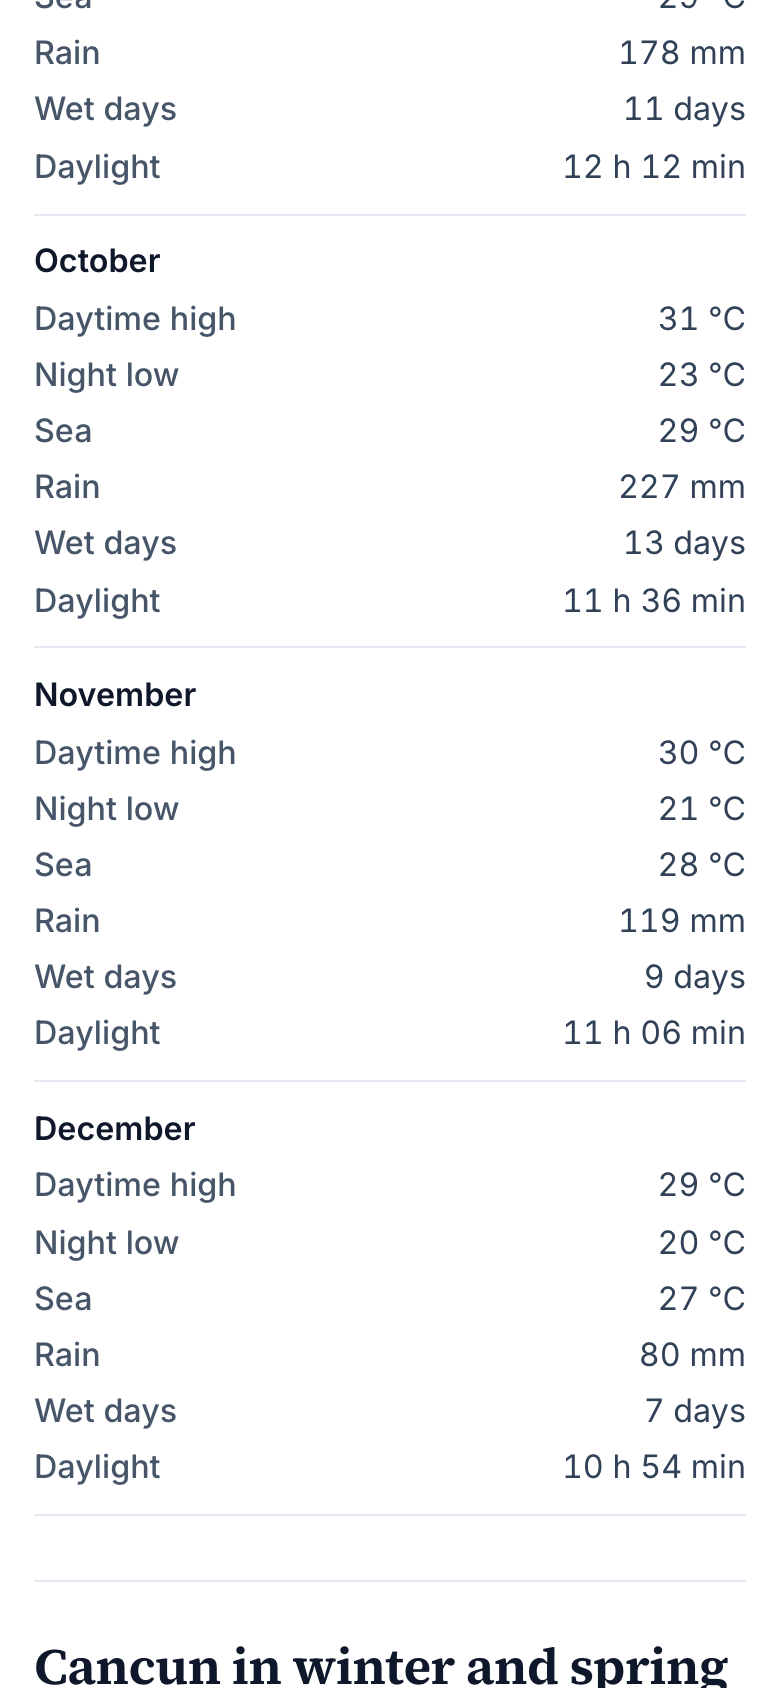 Sea 29 °C
Rain 178 mm
Wet days 11 days
Daylight 12 h 12 min
October
Daytime high 31 °C
Night low 23 °C
Sea 29 °C
Rain 227 mm
Wet days 13 days
Daylight 11 h 36 min
November
Daytime high 30 °C
Night low 21 °C
Sea 28 °C
Rain 119 mm
Wet days 9 days
Daylight 11 h 06 min
December
Daytime high 29 °C
Night low 20 °C
Sea 27 °C
Rain 80 mm
Wet days 7 days
Daylight 10 h 54 min
Cancun in winter and spring